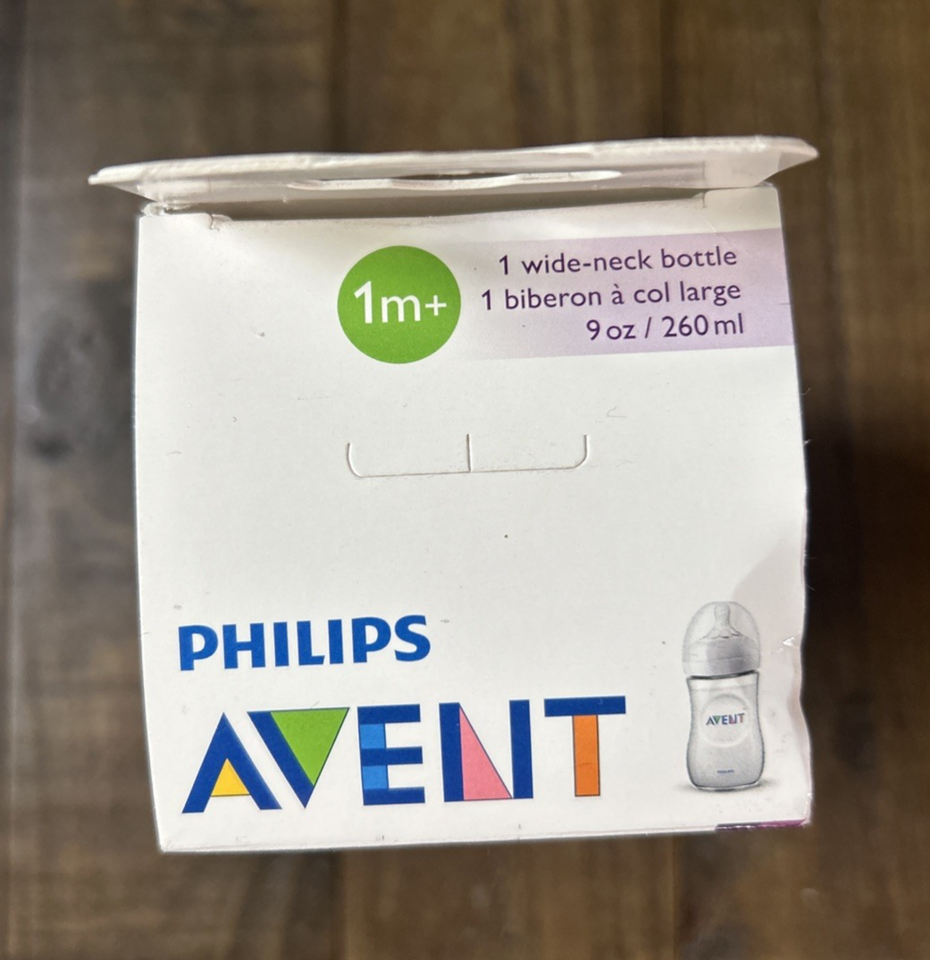 1m+
1 wide-neck bottle
1 biberon à col large
9 oz / 260 ml
PHILIPS
AVENT
AVENT